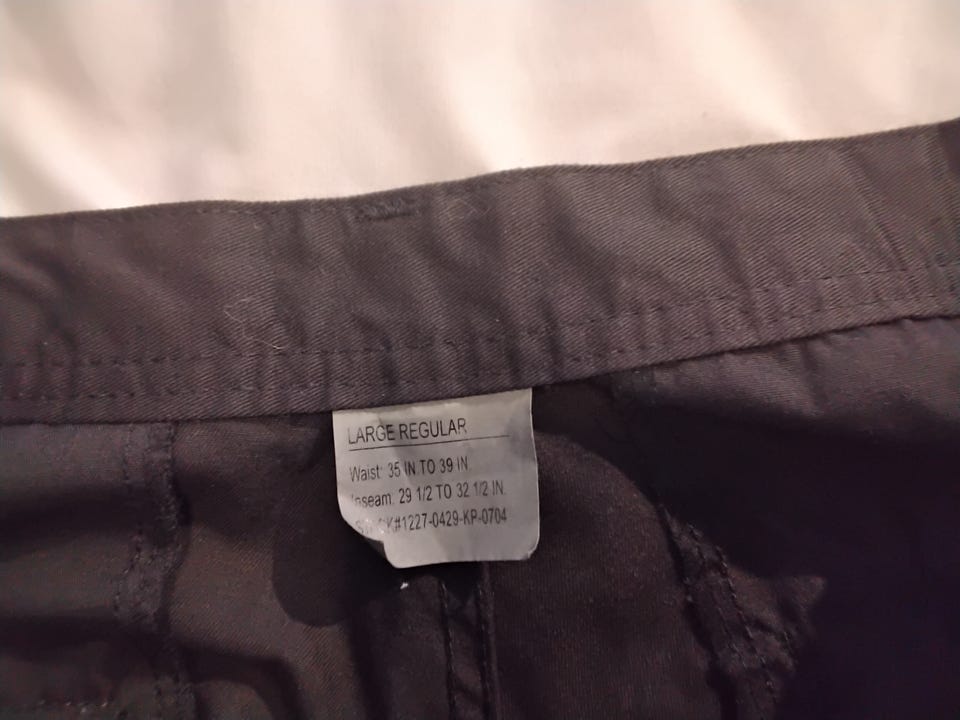 LARGE REGULAR
Waist: 35 IN TO 39 IN
Inseam: 29 1/2 TO 32 1/2 IN.
#1227-0429-KP-0704